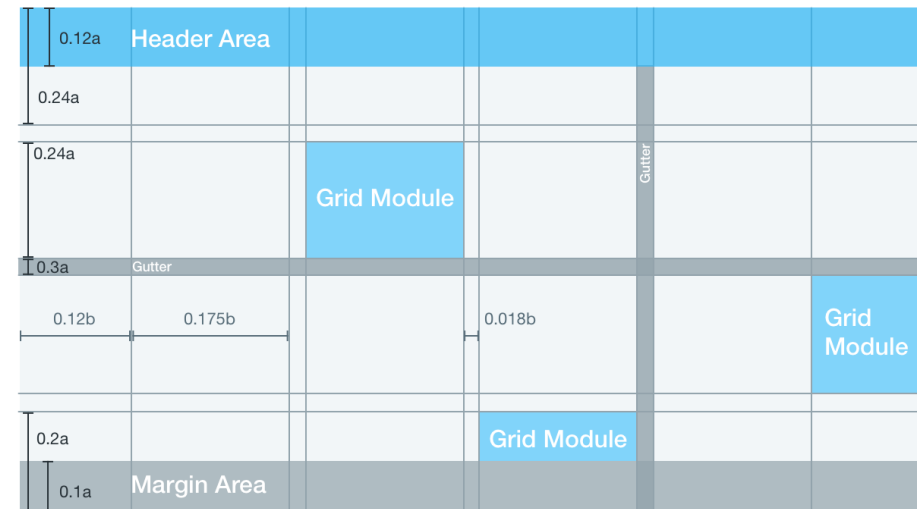 0.12a
Header Area
0.24a
0.24a
Gutter
Grid Module
0.3a
Gutter
0.12b
0.175b
0.018b
Grid
Module
0.2a
Grid Module
Margin Area
0.1a